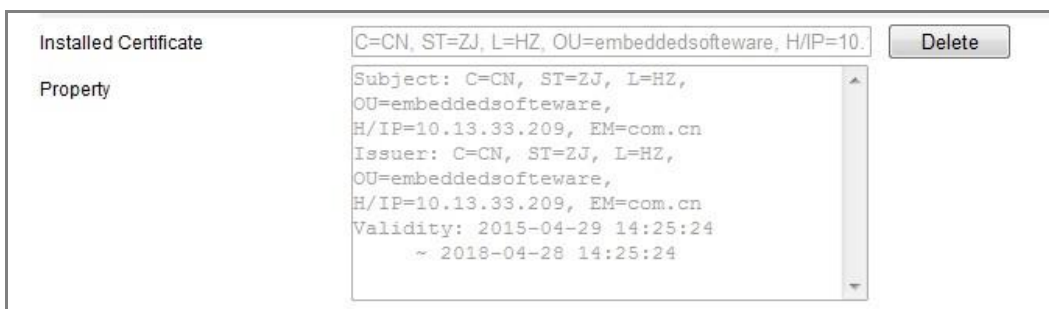 Installed Certificate C=CN, ST=ZJ, L=HZ, OU=embeddedsofteware, H/IP=10. Delete
Property
Subject: C=CN, ST=ZJ, L=HZ,
OU=embeddedsofteware,
H/IP=10.13.33.209, EM=com.cn
Issuer: C=CN, ST=ZJ, L=HZ,
OU=embeddedsofteware,
H/IP=10.13.33.209, EM=com.cn
Validity: 2015-04-29 14:25:24
~ 2018-04-28 14:25:24